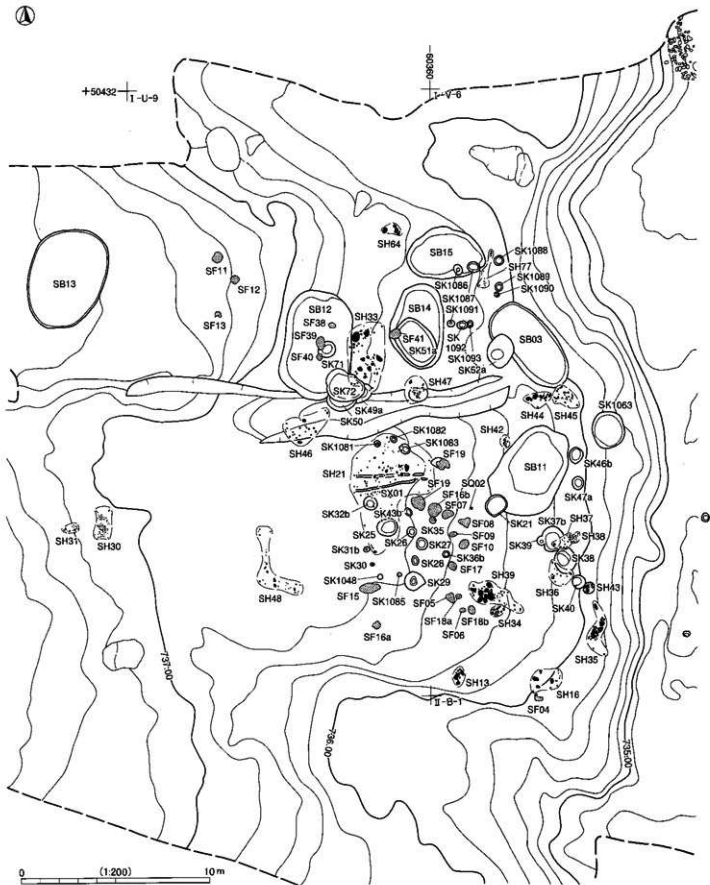 60360
+50432
I-U-9
I-V-6
SH64
SB15
SK1088
SH77
SK1089
SK1090
SF11
SB13
SF12
SF13
SK1086
SK1087
SK1091
SB12
SH33
SB14
SF38
SF39
SF40
SK71
SF41
SK51a
SK
1092
SK1093
SK52a
SB03
SK72
SH47
SK49a
SK50
SH44
SH45
SK1063
SH46
SK1082
SK1081
SK1083
SH42
SF19
SH21
SB11
SK46b
SF19
SX01
SF16b
SQ02
SF07
SK47a
SK32b
SK43b
SK21
SK37b
SH37
SF08
SK25
SK35
SF09
SH38
SK26
SK39
SH31
SH30
SK27
SF10
SK31b
SK36b
SK38
SK28
SF17
SK30
SH36
SH48
SK1048
SK29
SH39
SH43
SK40
SF15
SK1085
SF05
SH34
SF18a
SF18b
SF06
SF16a
SH35
SH13
SH16
II-B-1
SF04
737.00
736.00
735.00
0 (1:200) 10m